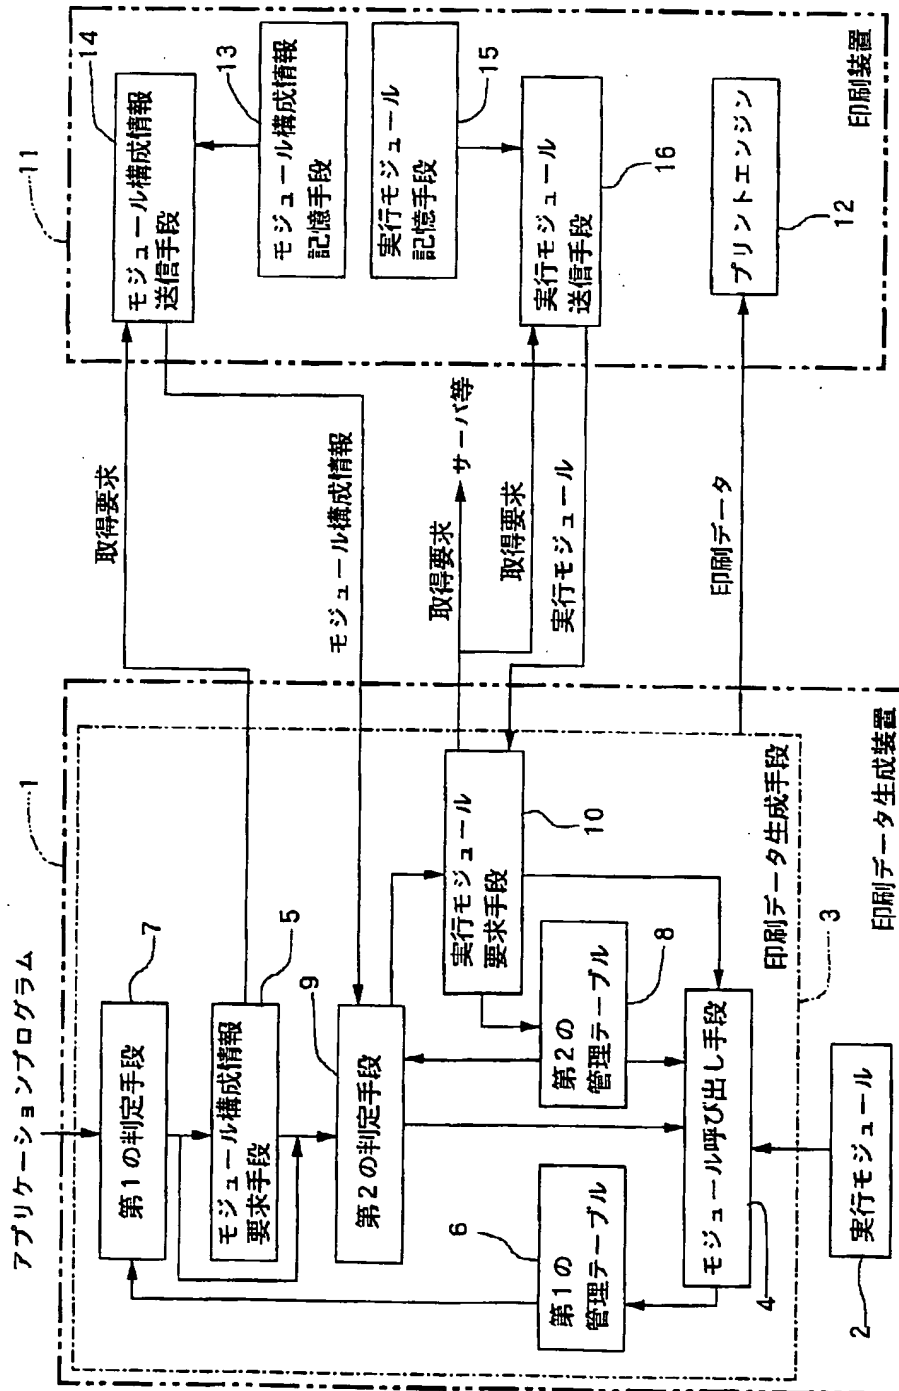 アプリケーションプログラム
1
7
第1の判定手段
5
モジュール構成情報
要求手段
9
第2の判定手段
6
第1の
管理テーブル
8
第2の
管理テーブル
10
実行モジュール
要求手段
モジュール呼び出し手段
4
実行モジュール
2
印刷データ生成手段
3
印刷データ生成装置
取得要求
モジュール構成情報
取得要求
サーバ等
取得要求
実行モジュール
印刷データ
11
14
モジュール構成情報
送信手段
13
モジュール構成情報
記憶手段
実行モジュール
記憶手段
15
実行モジュール
送信手段
16
プリントエンジン
12
印刷装置